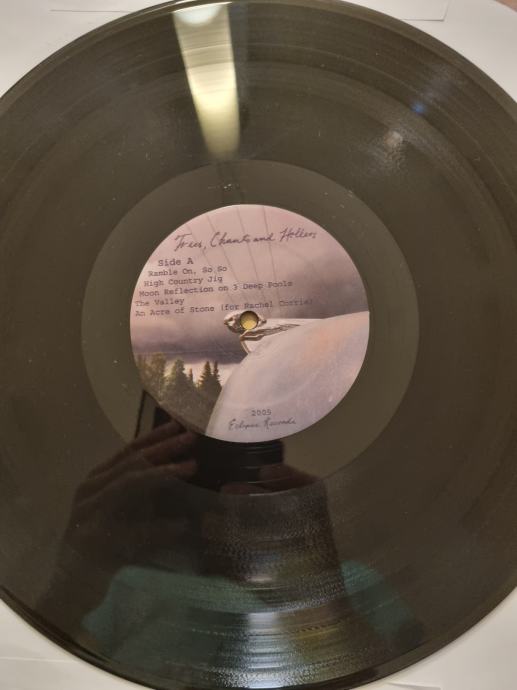 Trees, Chants and Hollers
Side A
Ramble On, So So
High Country Jig
Moon Reflection on 3 Deep Pools
The Valley
An Acre of Stone (for Rachel Corrie)
2005
Eclipse Records